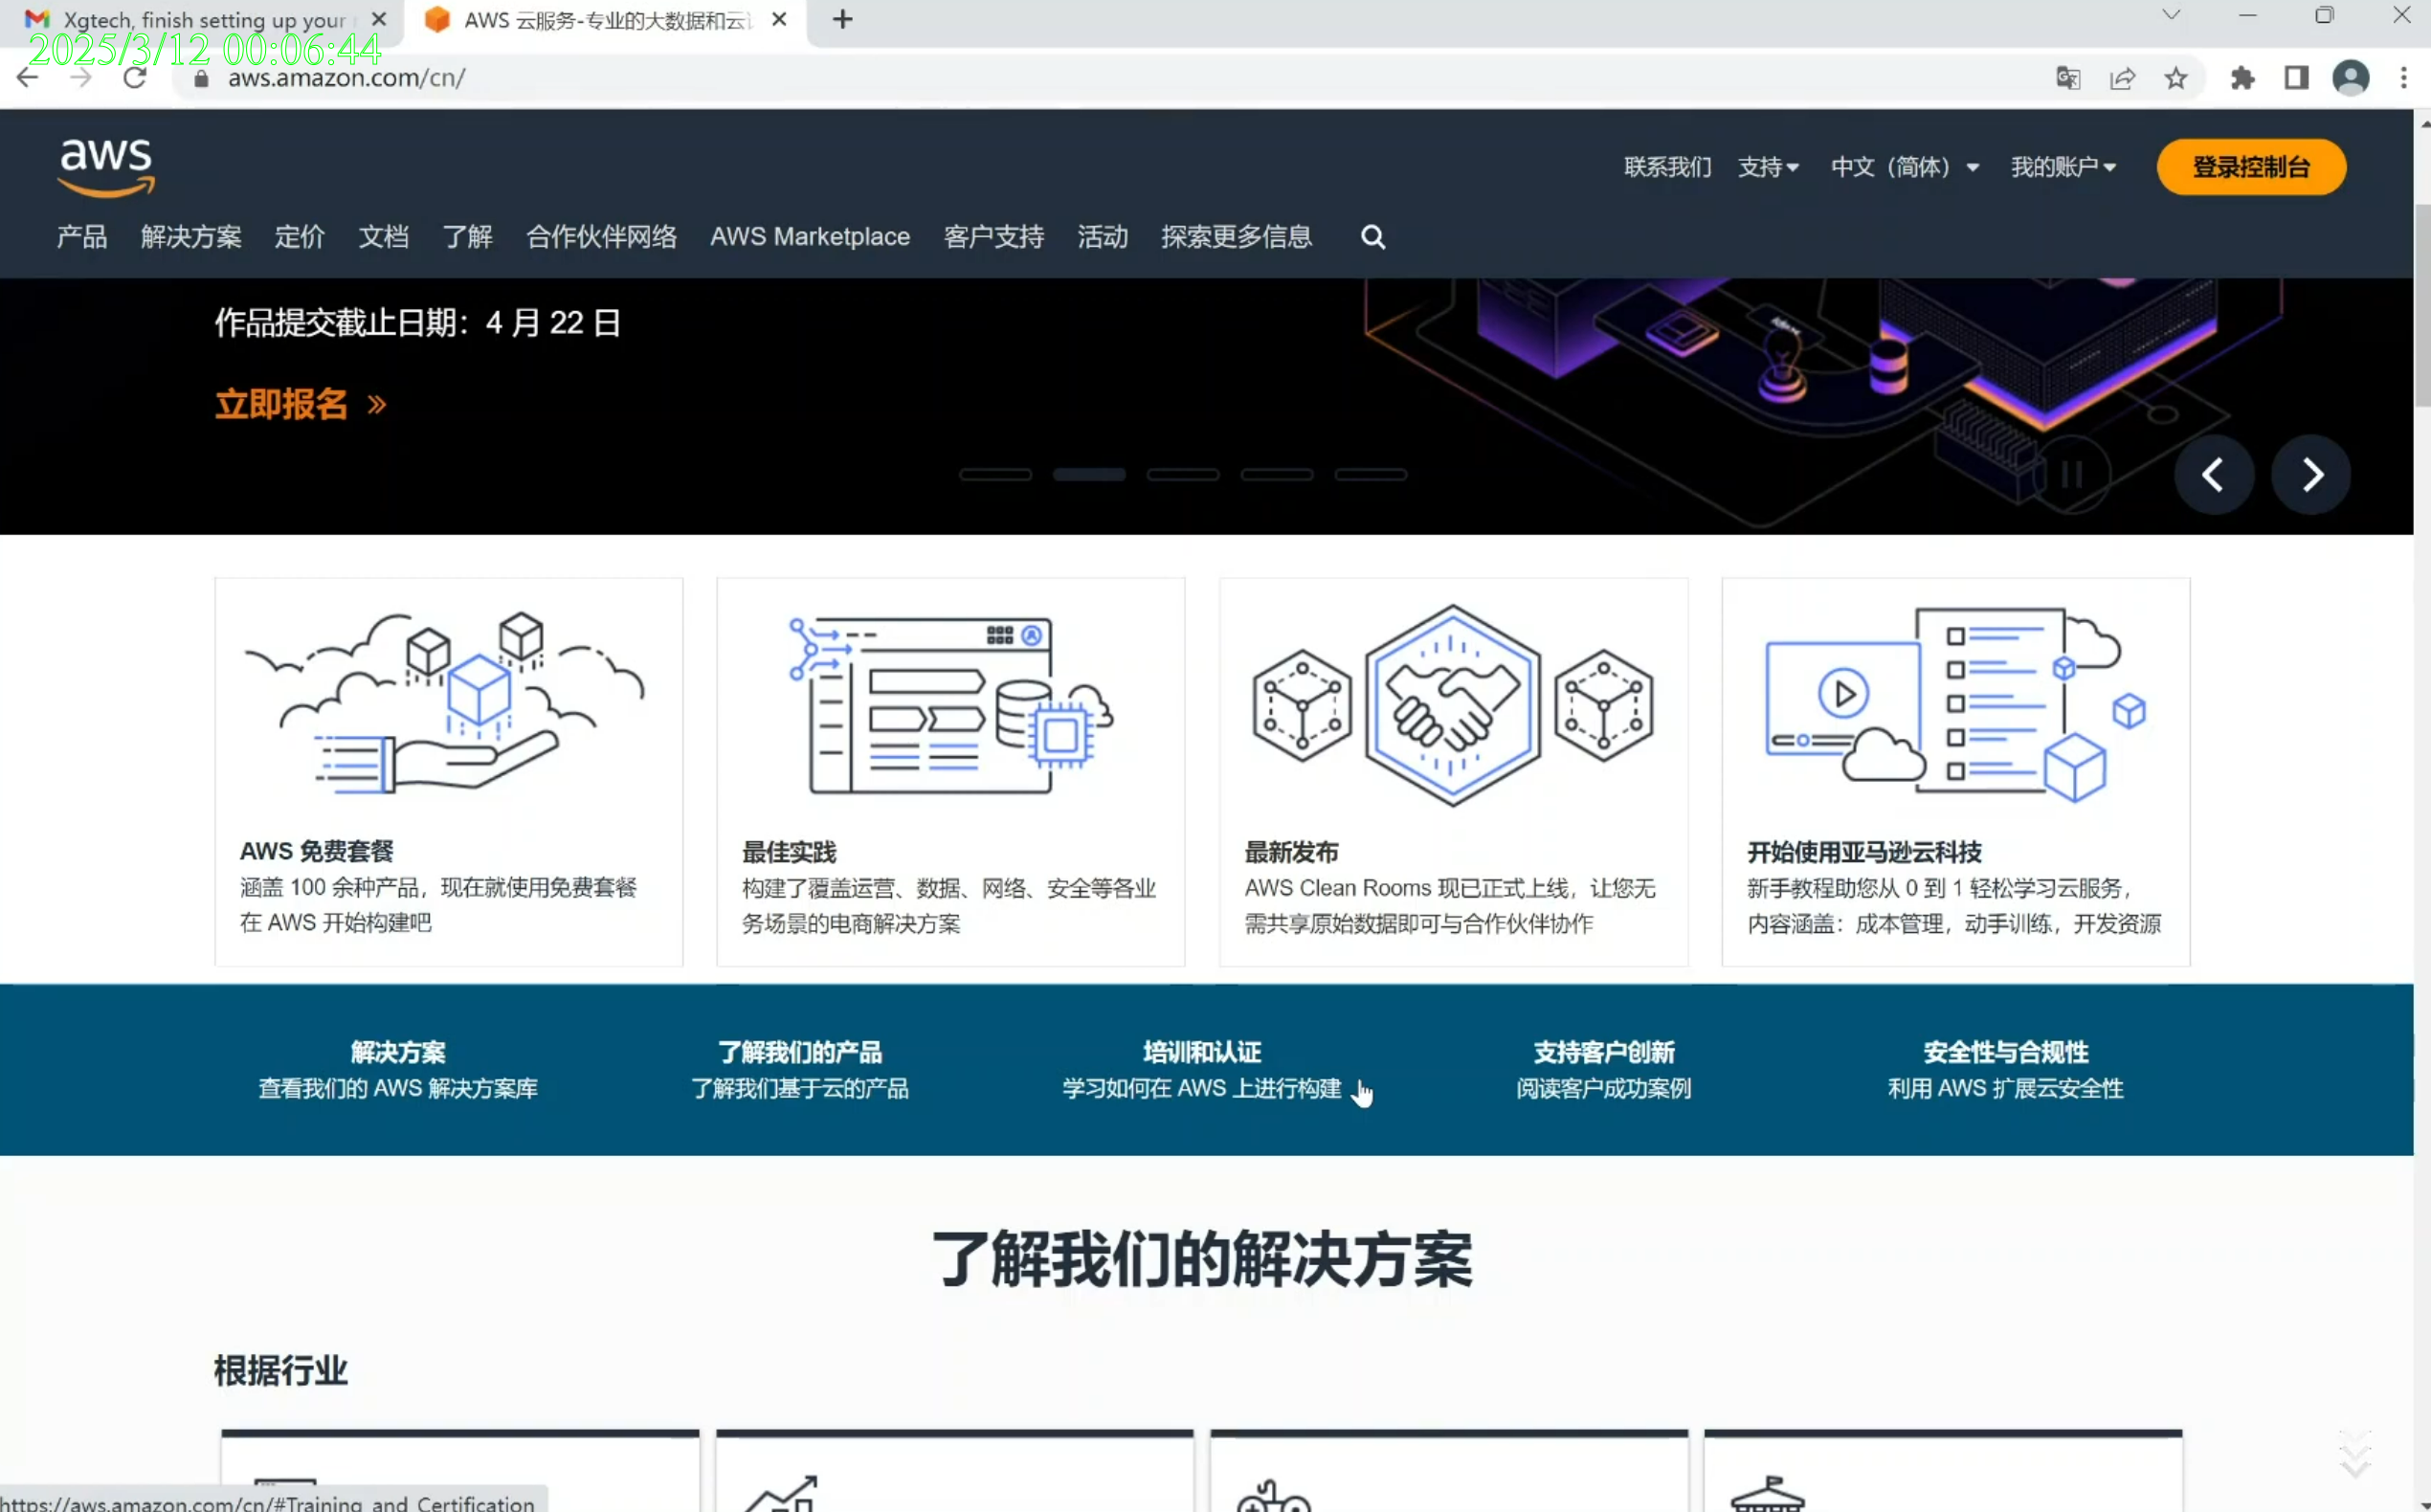 Xgtech, finish setting up your
AWS 云服务-专业的大数据和云
2025/3/12 00:06:44
aws.amazon.com/cn/
aws
联系我们 支持 中文（简体） 我的账户 登录控制台
产品 解决方案 定价 文档 了解 合作伙伴网络 AWS Marketplace 客户支持 活动 探索更多信息
作品提交截止日期：4 月 22 日
立即报名 »
AWS 免费套餐
涵盖 100 余种产品，现在就使用免费套餐
在 AWS 开始构建吧
最佳实践
构建了覆盖运营、数据、网络、安全等各业
务场景的电商解决方案
最新发布
AWS Clean Rooms 现已正式上线，让您无
需共享原始数据即可与合作伙伴协作
开始使用亚马逊云科技
新手教程助您从 0 到 1 轻松学习云服务，
内容涵盖：成本管理，动手训练，开发资源
解决方案
查看我们的 AWS 解决方案库
了解我们的产品
了解我们基于云的产品
培训和认证
学习如何在 AWS 上进行构建
支持客户创新
阅读客户成功案例
安全性与合规性
利用 AWS 扩展云安全性
了解我们的解决方案
根据行业
https://aws.amazon.com/cn/#Training_and_Certification